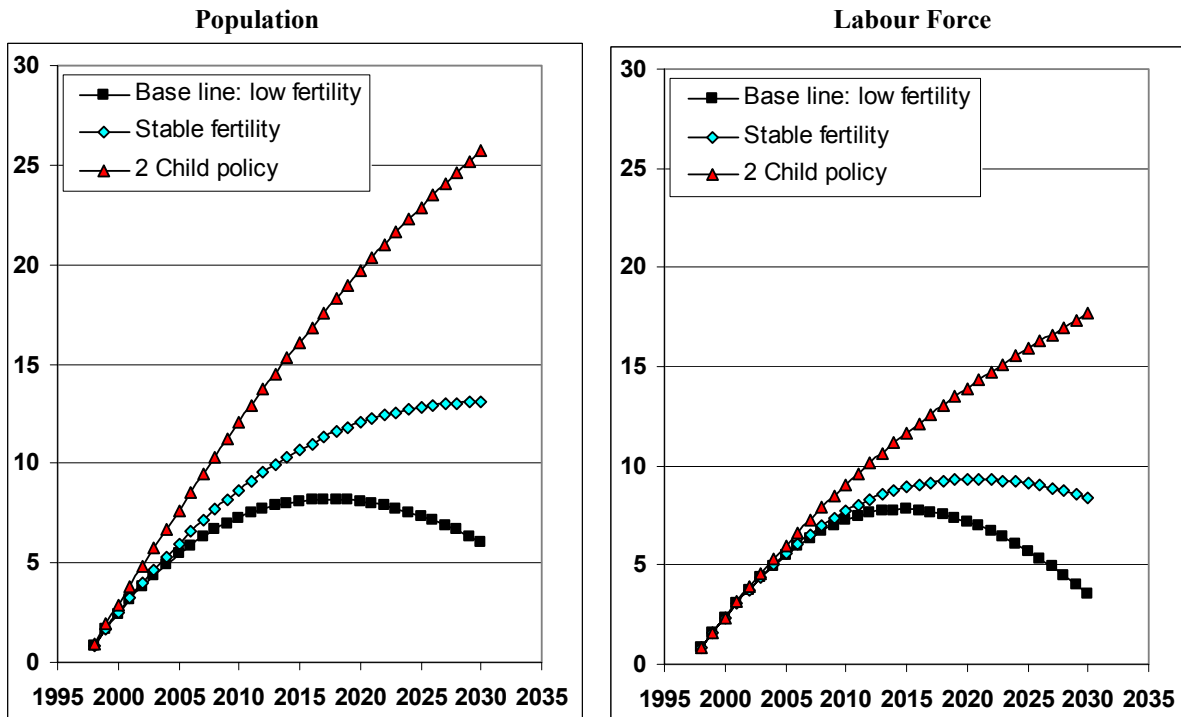 Population
30
25
20
15
10
5
0
Base line: low fertility
Stable fertility
2 Child policy
1995 2000 2005 2010 2015 2020 2025 2030 2035
Labour Force
30
25
20
15
10
5
0
Base line: low fertility
Stable fertility
2 Child policy
1995 2000 2005 2010 2015 2020 2025 2030 2035